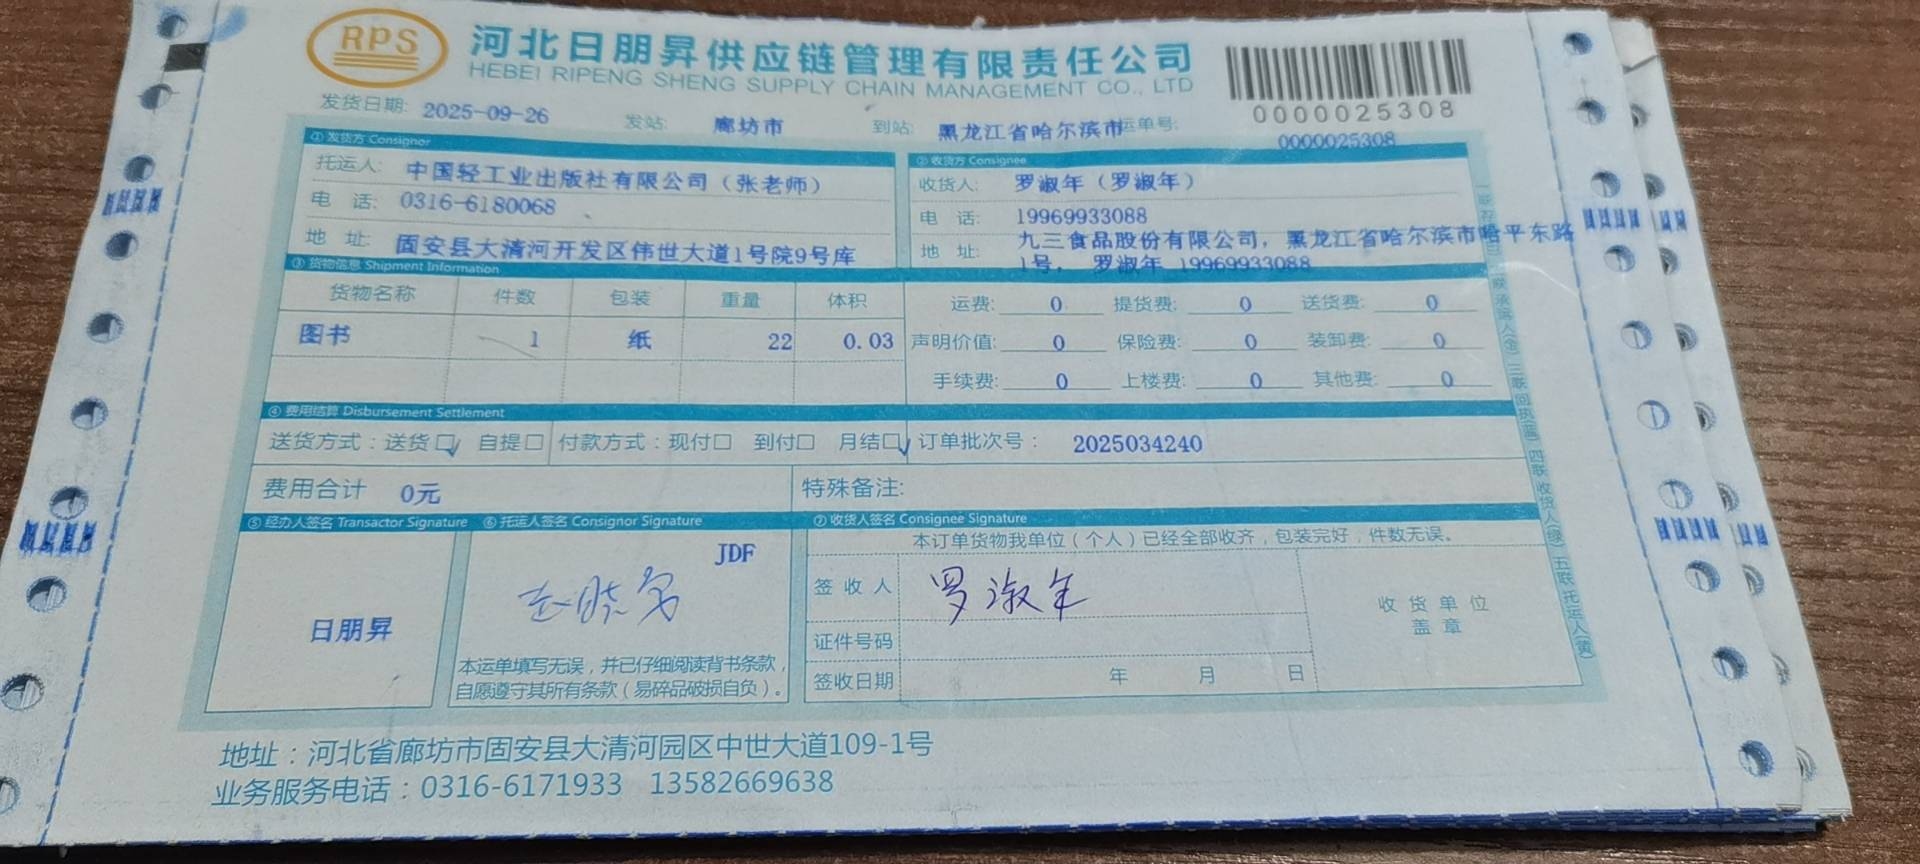 RPS
河北日朋昇供应链管理有限责任公司
HEBEI RIPENG SHENG SUPPLY CHAIN MANAGEMENT CO., LTD
0000025308
发货日期: 2025-09-26 发站: 廊坊市 到站: 黑龙江省哈尔滨市 运单号: 0000025308
① 发货方 Consignor
② 收货方 Consignee
托运人: 中国轻工业出版社有限公司（张老师）
收货人: 罗淑年（罗淑年）
电 话: 0316-6180068
电 话: 19969933088
地 址: 固安县大清河开发区伟世大道1号院9号库
地 址: 九三食品股份有限公司，黑龙江省哈尔滨市哈平东路
1号， 罗淑年 19969933088
③ 货物信息 Shipment Information
货物名称 件数 包装 重量 体积
运费: 0 提货费: 0 送货费: 0
图书 1 纸 22 0.03
声明价值: 0 保险费: 0 装卸费: 0
手续费: 0 上楼费: 0 其他费: 0
④ 费用结算 Disbursement Settlement
送货方式：送货☑ 自提□ 付款方式：现付□ 到付□ 月结☑ 订单批次号： 2025034240
费用合计 0元 特殊备注:
⑤ 经办人签名 Transactor Signature ⑥ 托运人签名 Consignor Signature ⑦ 收货人签名 Consignee Signature
本订单货物我单位（个人）已经全部收齐，包装完好，件数无误。
JDF
签 收 人 罗淑年
收 货 单 位
盖 章
日朋昇
证件号码
本运单填写无误，并已仔细阅读背书条款，
自愿遵守其所有条款（易碎品破损自负）。
签收日期 年 月 日
地址：河北省廊坊市固安县大清河园区中世大道109-1号
业务服务电话：0316-6171933 13582669638